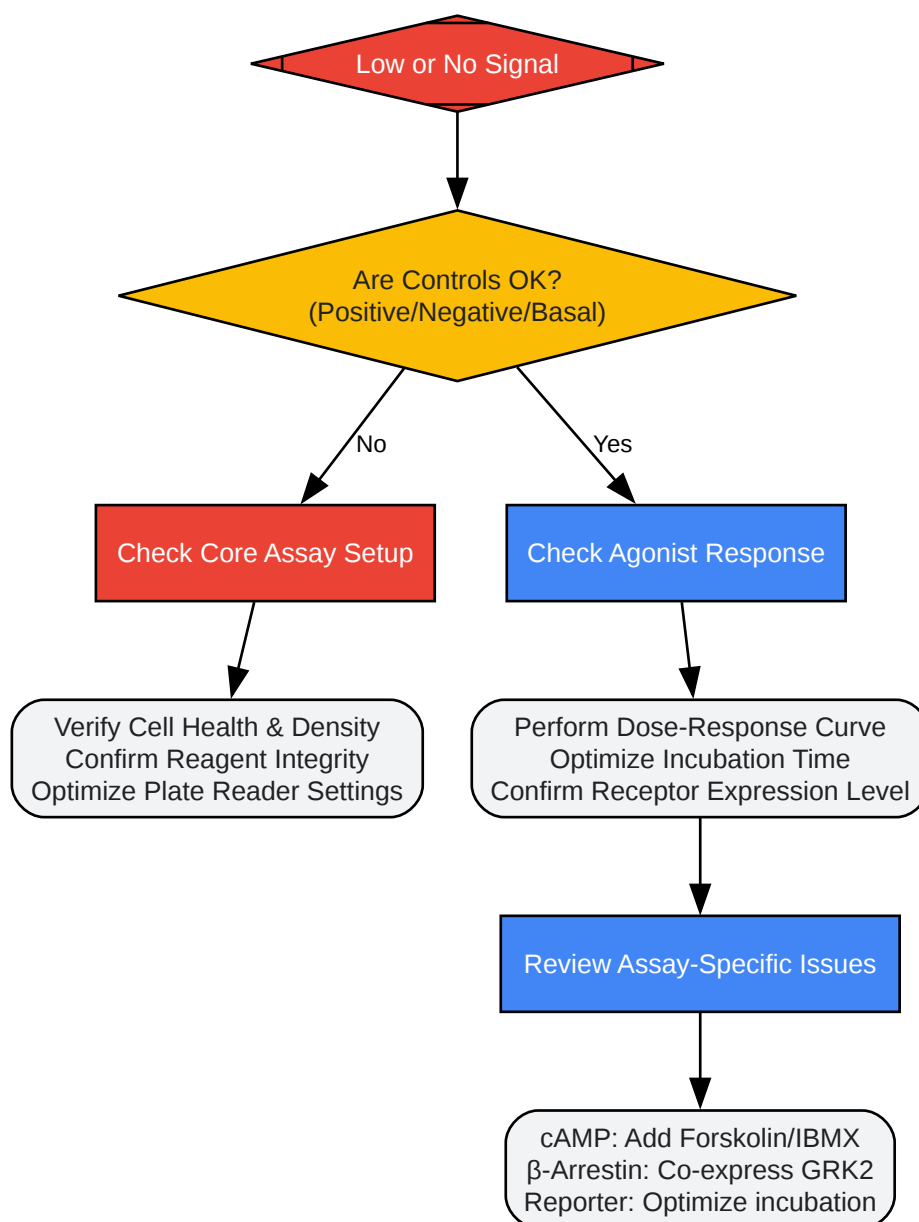 Low or No Signal
Are Controls OK?
(Positive/Negative/Basal)
No
Yes
Check Core Assay Setup
Check Agonist Response
Verify Cell Health & Density
Confirm Reagent Integrity
Optimize Plate Reader Settings
Perform Dose-Response Curve
Optimize Incubation Time
Confirm Receptor Expression Level
Review Assay-Specific Issues
cAMP: Add Forskolin/IBMX
β-Arrestin: Co-express GRK2
Reporter: Optimize incubation